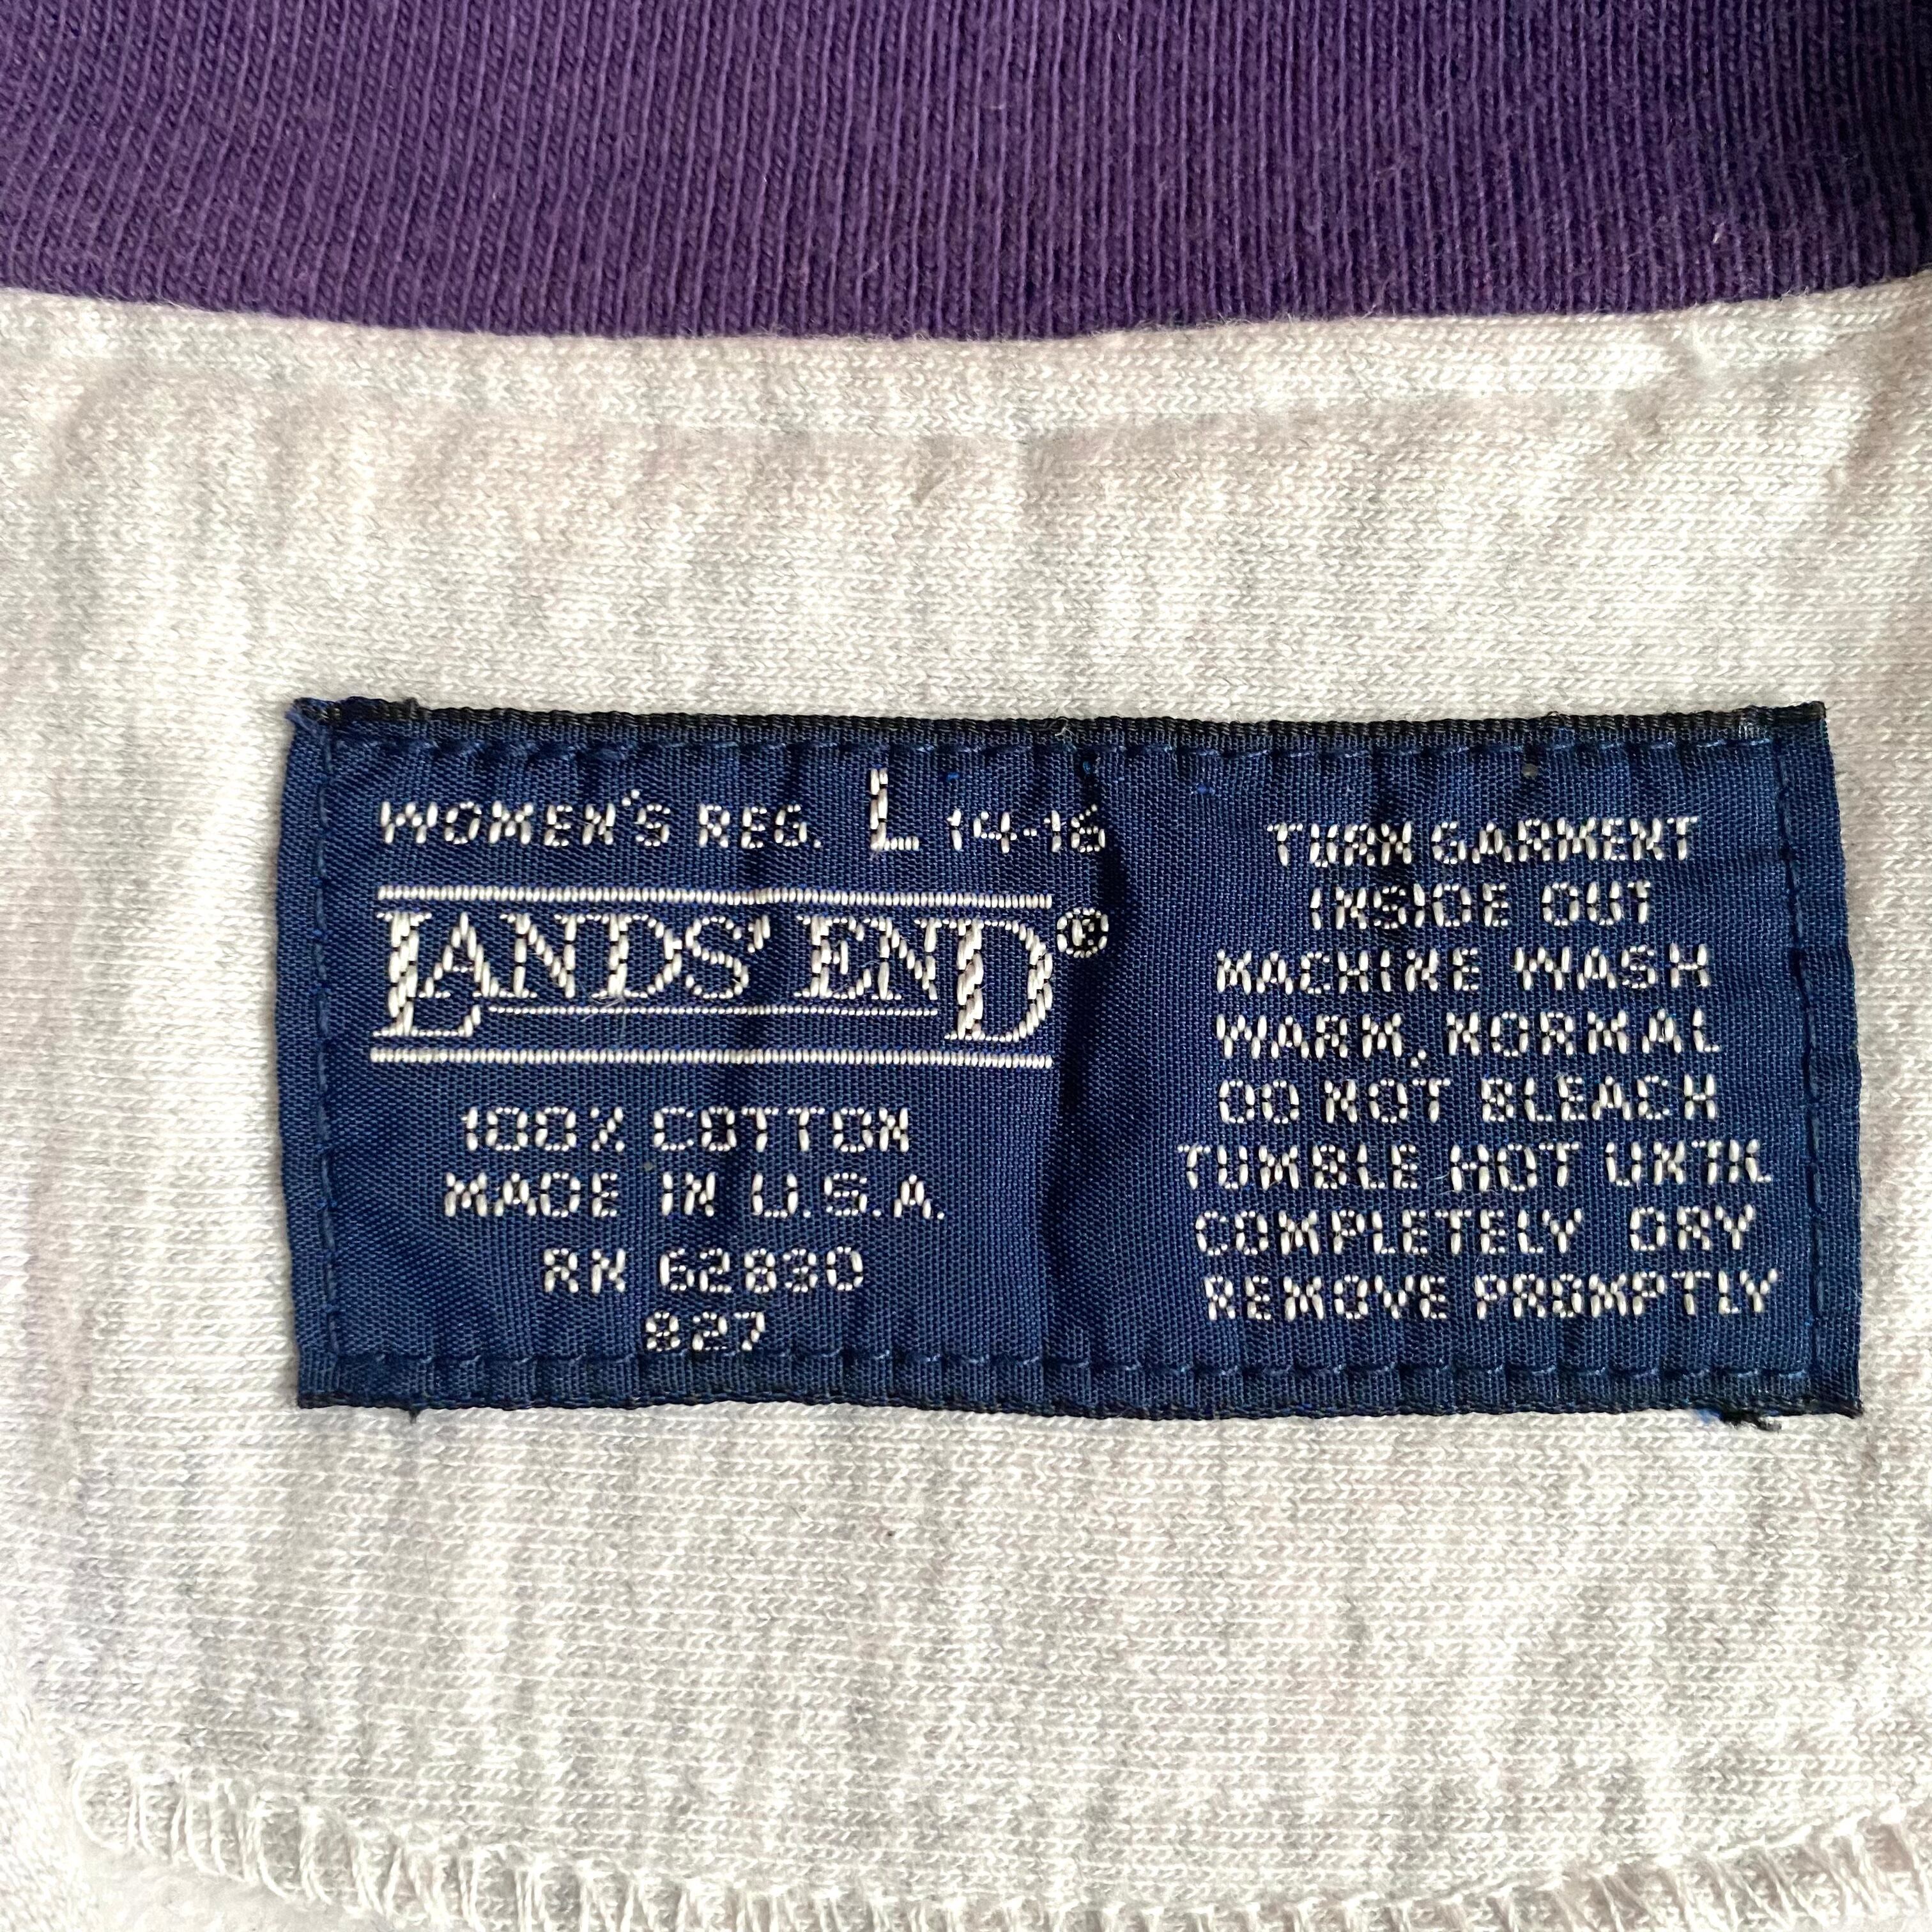 WOMEN'S REG. L 14-16
LANDS' END®
100% COTTON
MADE IN U.S.A.
RN 62830
827
TURN GARMENT
INSIDE OUT
MACHINE WASH
WARM, NORMAL
DO NOT BLEACH
TUMBLE HOT UNTIL
COMPLETELY DRY
REMOVE PROMPTLY